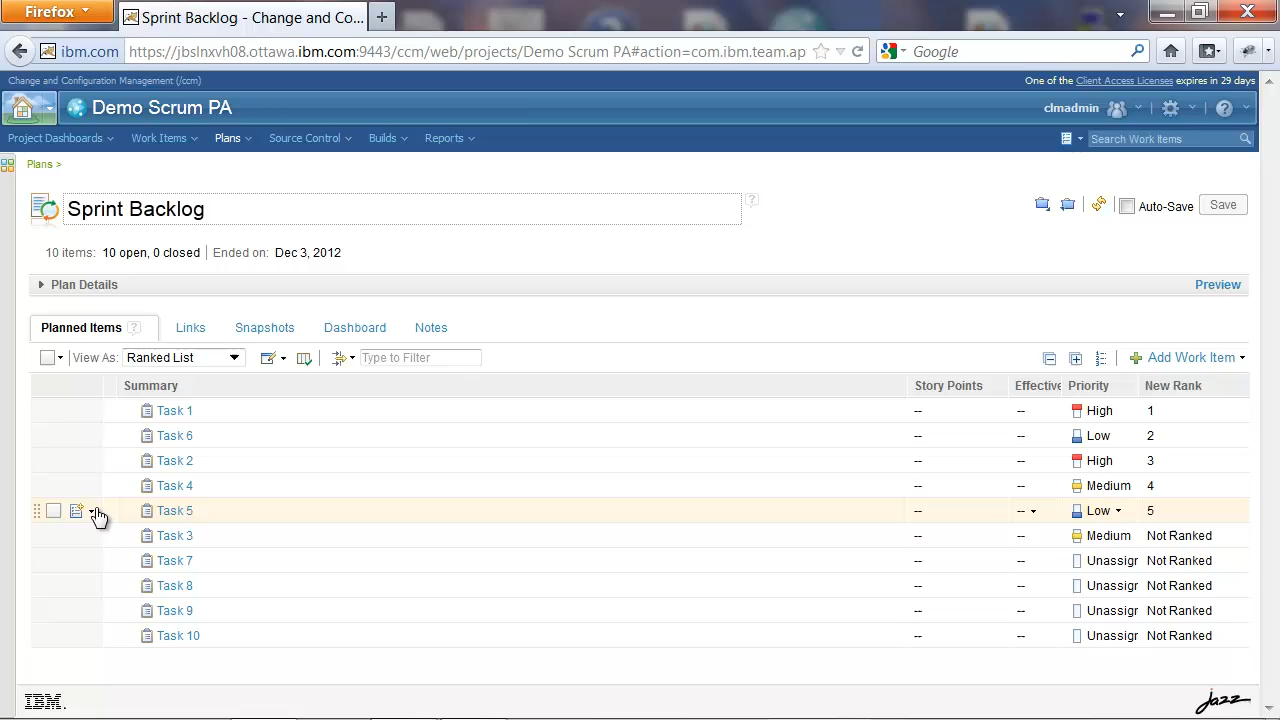 Firefox
Sprint Backlog - Change and Co...
ibm.com
https://jbslnxvh08.ottawa.ibm.com:9443/ccm/web/projects/Demo Scrum PA#action=com.ibm.team.ap
Google
Change and Configuration Management (/ccm)
One of the Client Access Licenses expires in 29 days
Demo Scrum PA
clmadmin
Project Dashboards Work Items Plans Source Control Builds Reports
Search Work Items
Plans >
Sprint Backlog
?
Auto-Save
Save
10 items: 10 open, 0 closed | Ended on: Dec 3, 2012
Plan Details
Preview
Planned Items ? Links Snapshots Dashboard Notes
View As: Ranked List
Type to Filter
Add Work Item
Summary Story Points Effective Priority New Rank
Task 1 -- -- High 1
Task 6 -- -- Low 2
Task 2 -- -- High 3
Task 4 -- -- Medium 4
Task 5 -- -- Low 5
Task 3 -- -- Medium Not Ranked
Task 7 -- -- Unassigr Not Ranked
Task 8 -- -- Unassigr Not Ranked
Task 9 -- -- Unassigr Not Ranked
Task 10 -- -- Unassigr Not Ranked
IBM.
Jazz